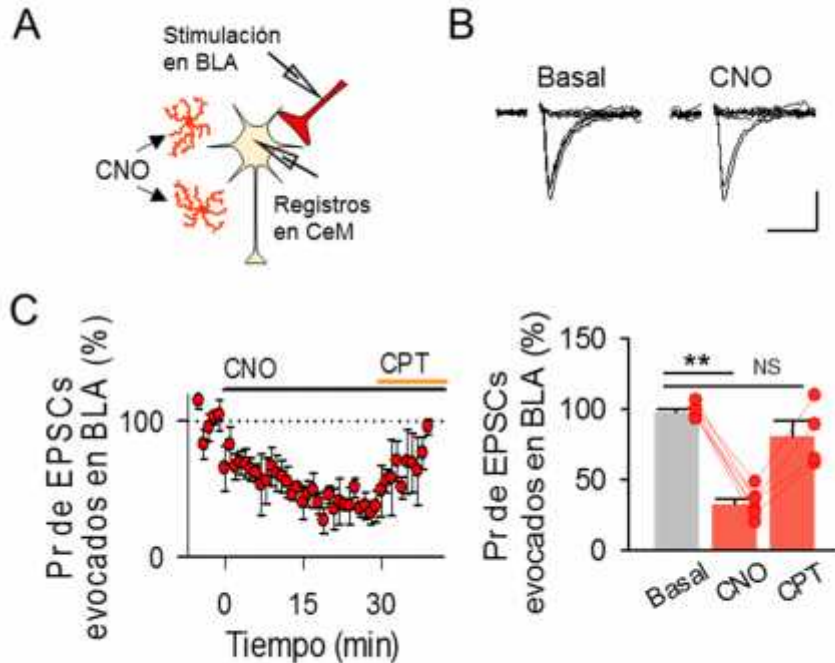 A
Stimulación
en BLA
CNO
Registros
en CeM
B
Basal
CNO
C
Pr de EPSCs
evocados en BLA (%)
100
0
CNO
CPT
0
15
30
Tiempo (min)
Pr de EPSCs
evocados en BLA (%)
150
100
50
0
**
NS
Basal
CNO
CPT